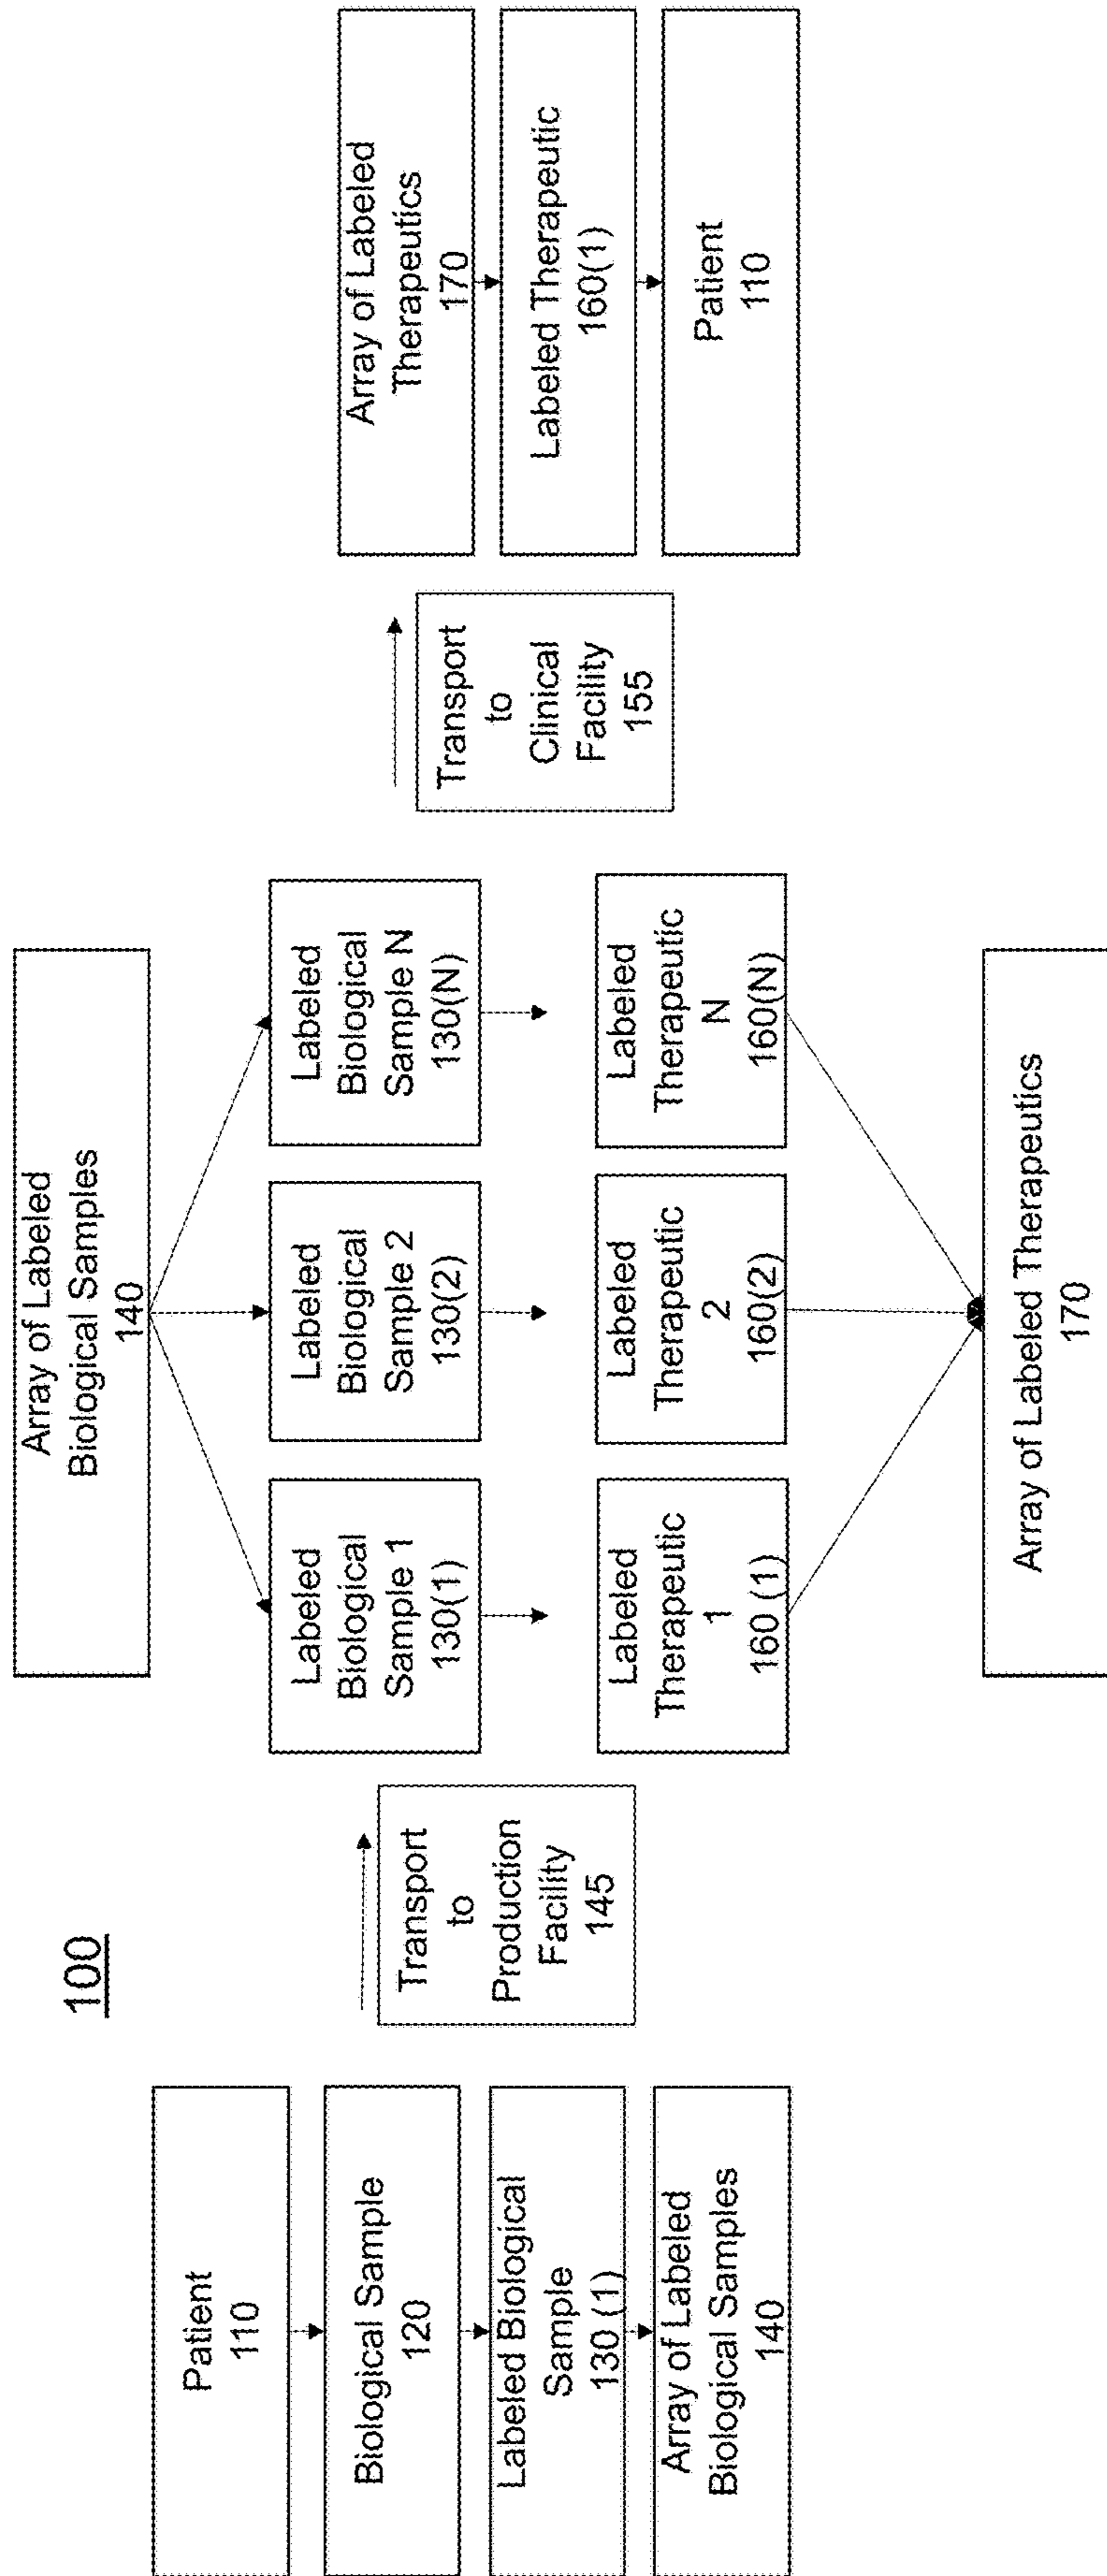 100
Patient
110
Biological Sample
120
Labeled Biological
Sample
130 (1)
Array of Labeled
Biological Samples
140
Transport
to
Production
Facility
145
Array of Labeled
Biological Samples
140
Labeled
Biological
Sample 1
130(1)
Labeled
Biological
Sample 2
130(2)
Labeled
Biological
Sample N
130(N)
Labeled
Therapeutic
1
160 (1)
Labeled
Therapeutic
2
160(2)
Labeled
Therapeutic
N
160(N)
Array of Labeled Therapeutics
170
Transport
to
Clinical
Facility
155
Array of Labeled
Therapeutics
170
Labeled Therapeutic
160(1)
Patient
110